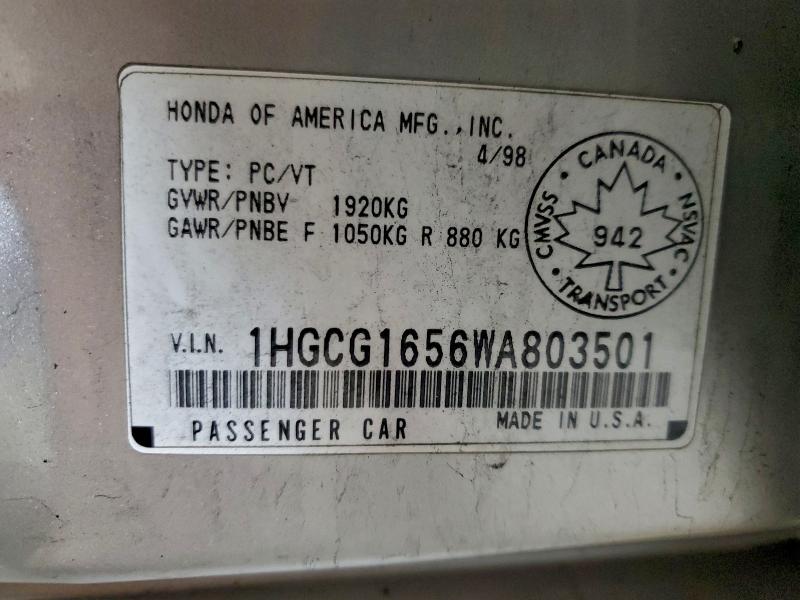 HONDA OF AMERICA MFG., INC.
4/98
TYPE: PC/VT
GVWR/PNBV 1920KG
GAWR/PNBE F 1050KG R 880 KG
CANADA
CMVSS NSVAC
942
TRANSPORT
V.I.N. 1HGCG1656WA803501
PASSENGER CAR MADE IN U.S.A.